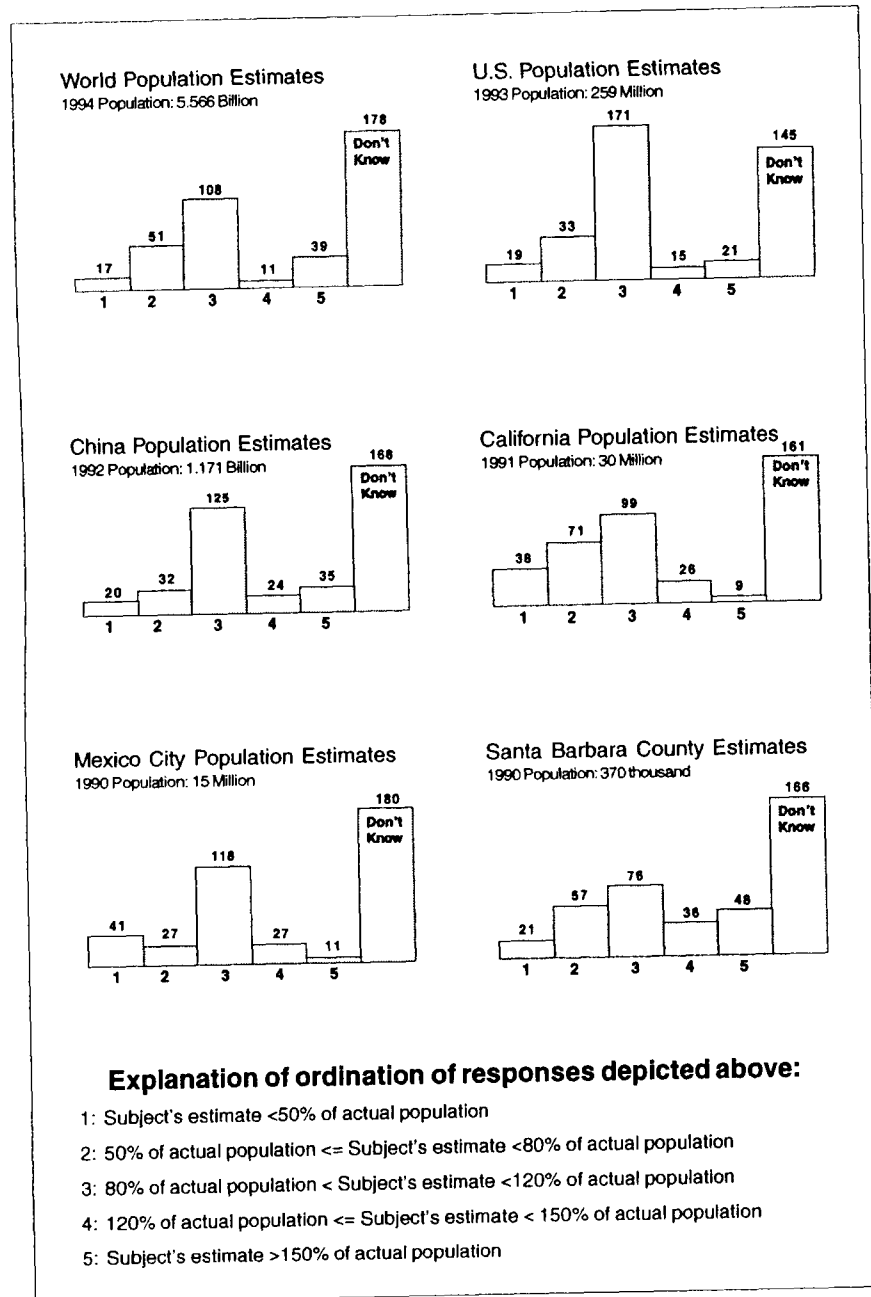 World Population Estimates
1994 Population: 5.566 Billion
17
51
108
11
39
178
Don't
Know
1
2
3
4
5
U.S. Population Estimates
1993 Population: 259 Million
19
33
171
15
21
145
Don't
Know
1
2
3
4
5
China Population Estimates
1992 Population: 1.171 Billion
20
32
125
24
35
168
Don't
Know
1
2
3
4
5
California Population Estimates
1991 Population: 30 Million
38
71
99
26
9
161
Don't
Know
1
2
3
4
5
Mexico City Population Estimates
1990 Population: 15 Million
41
27
118
27
11
180
Don't
Know
1
2
3
4
5
Santa Barbara County Estimates
1990 Population: 370 thousand
21
57
76
36
48
166
Don't
Know
1
2
3
4
5
Explanation of ordination of responses depicted above:
1: Subject's estimate <50% of actual population
2: 50% of actual population <= Subject's estimate <80% of actual population
3: 80% of actual population < Subject's estimate <120% of actual population
4: 120% of actual population <= Subject's estimate < 150% of actual population
5: Subject's estimate >150% of actual population